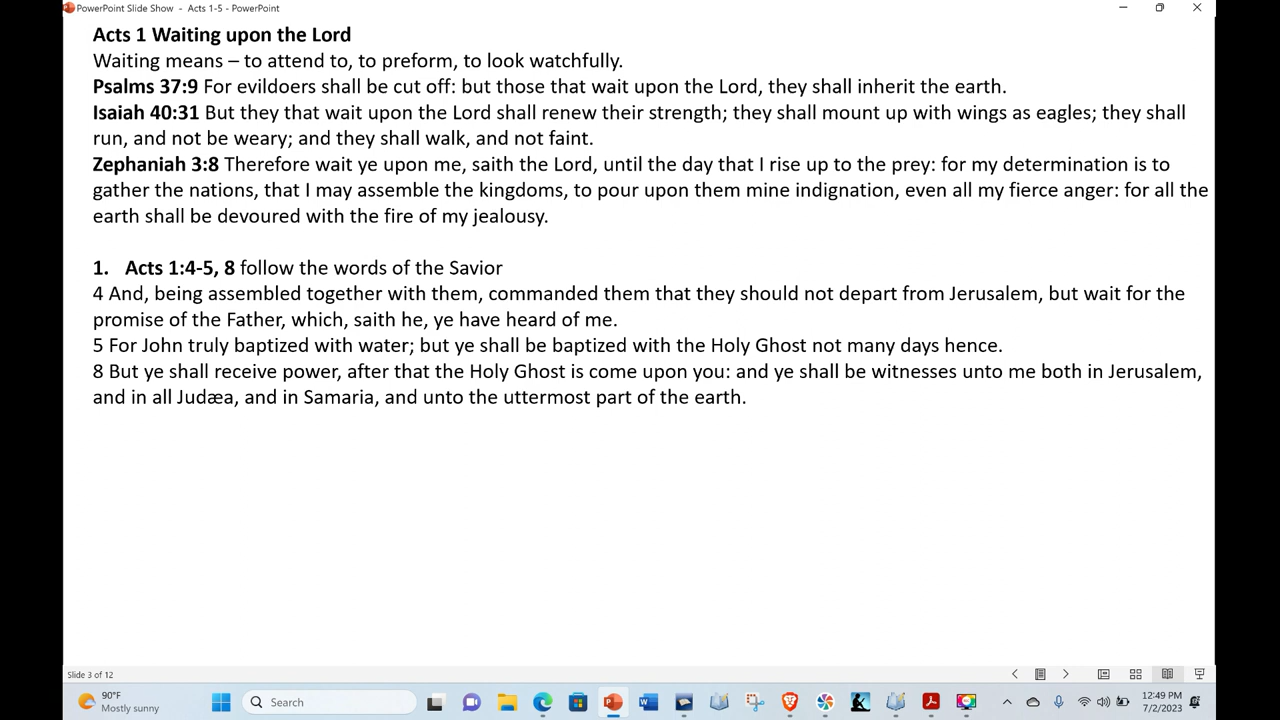 PowerPoint Slide Show - Acts 1-5 - PowerPoint
Acts 1 Waiting upon the Lord
Waiting means – to attend to, to preform, to look watchfully.
Psalms 37:9 For evildoers shall be cut off: but those that wait upon the Lord, they shall inherit the earth.
Isaiah 40:31 But they that wait upon the Lord shall renew their strength; they shall mount up with wings as eagles; they shall
run, and not be weary; and they shall walk, and not faint.
Zephaniah 3:8 Therefore wait ye upon me, saith the Lord, until the day that I rise up to the prey: for my determination is to
gather the nations, that I may assemble the kingdoms, to pour upon them mine indignation, even all my fierce anger: for all the
earth shall be devoured with the fire of my jealousy.
1. Acts 1:4-5, 8 follow the words of the Savior
4 And, being assembled together with them, commanded them that they should not depart from Jerusalem, but wait for the
promise of the Father, which, saith he, ye have heard of me.
5 For John truly baptized with water; but ye shall be baptized with the Holy Ghost not many days hence.
8 But ye shall receive power, after that the Holy Ghost is come upon you: and ye shall be witnesses unto me both in Jerusalem,
and in all Judæa, and in Samaria, and unto the uttermost part of the earth.
Slide 3 of 12
90°F
Mostly sunny
Search
12:49 PM
7/2/2023